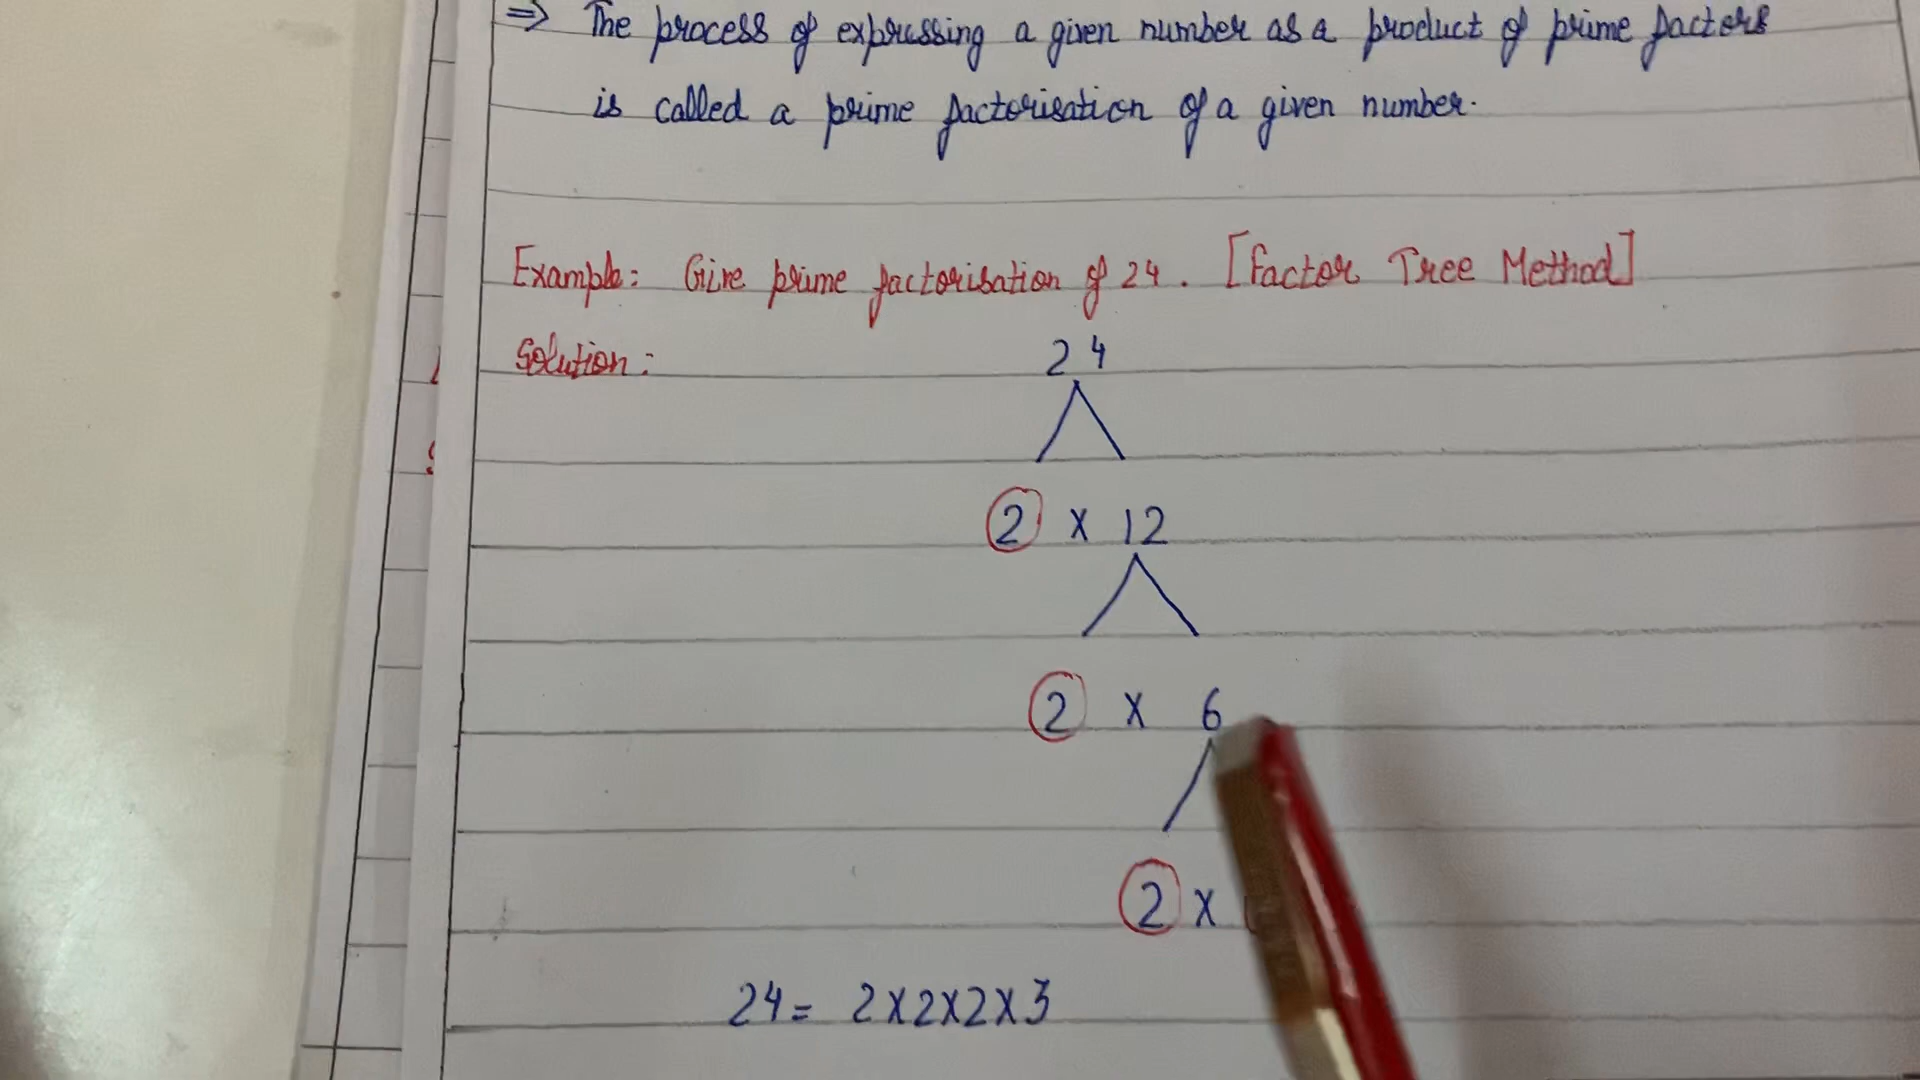 ⇒ The process of expressing a given number as a product of prime factors
is called a prime factorisation of a given number.
Example: Give prime factorisation of 24. [Factor Tree Method]
Solution:
24
2 x 12
2 x 6
2 x
24 = 2x2x2x3